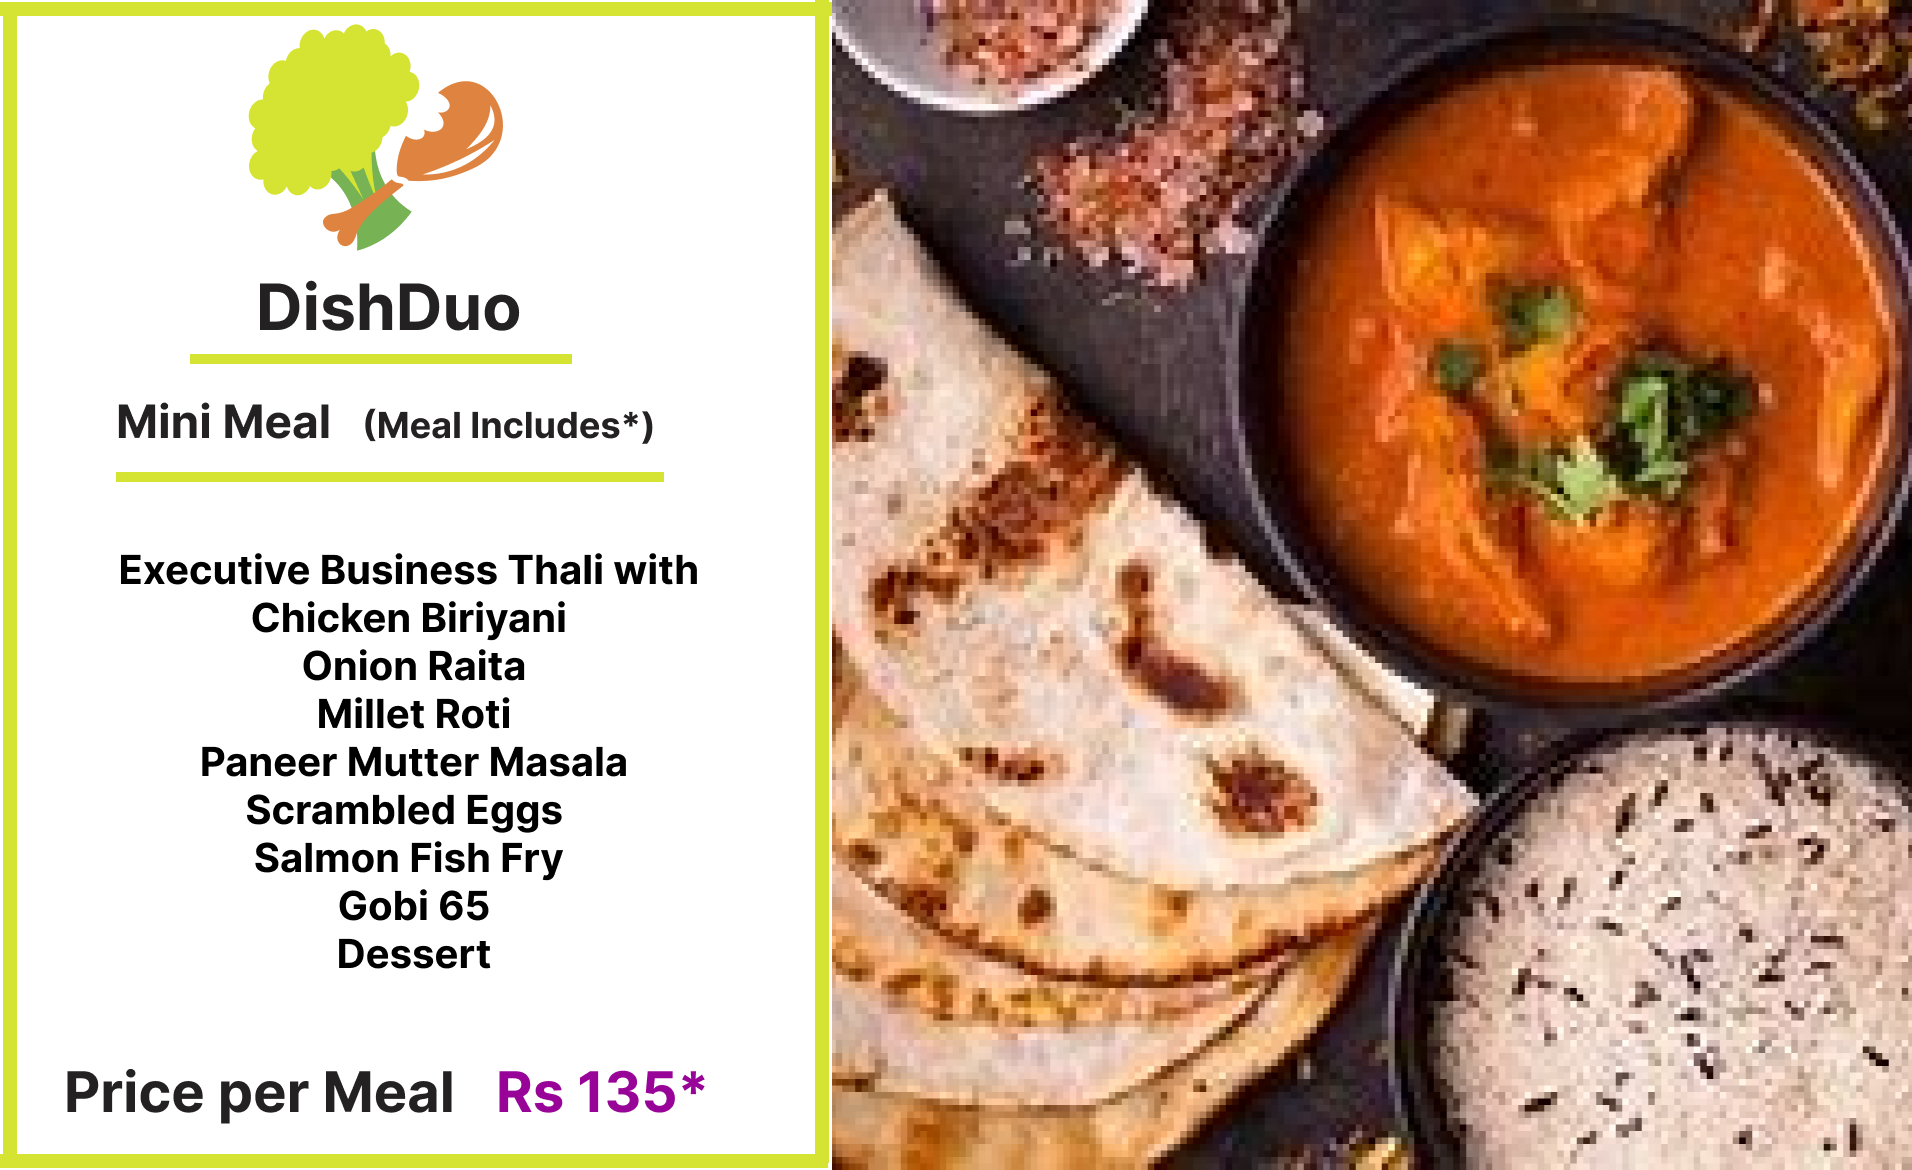 DishDuo
Mini Meal (Meal Includes*)
Executive Business Thali with
Chicken Biriyani
Onion Raita
Millet Roti
Paneer Mutter Masala
Scrambled Eggs
Salmon Fish Fry
Gobi 65
Dessert
Price per Meal Rs 135*